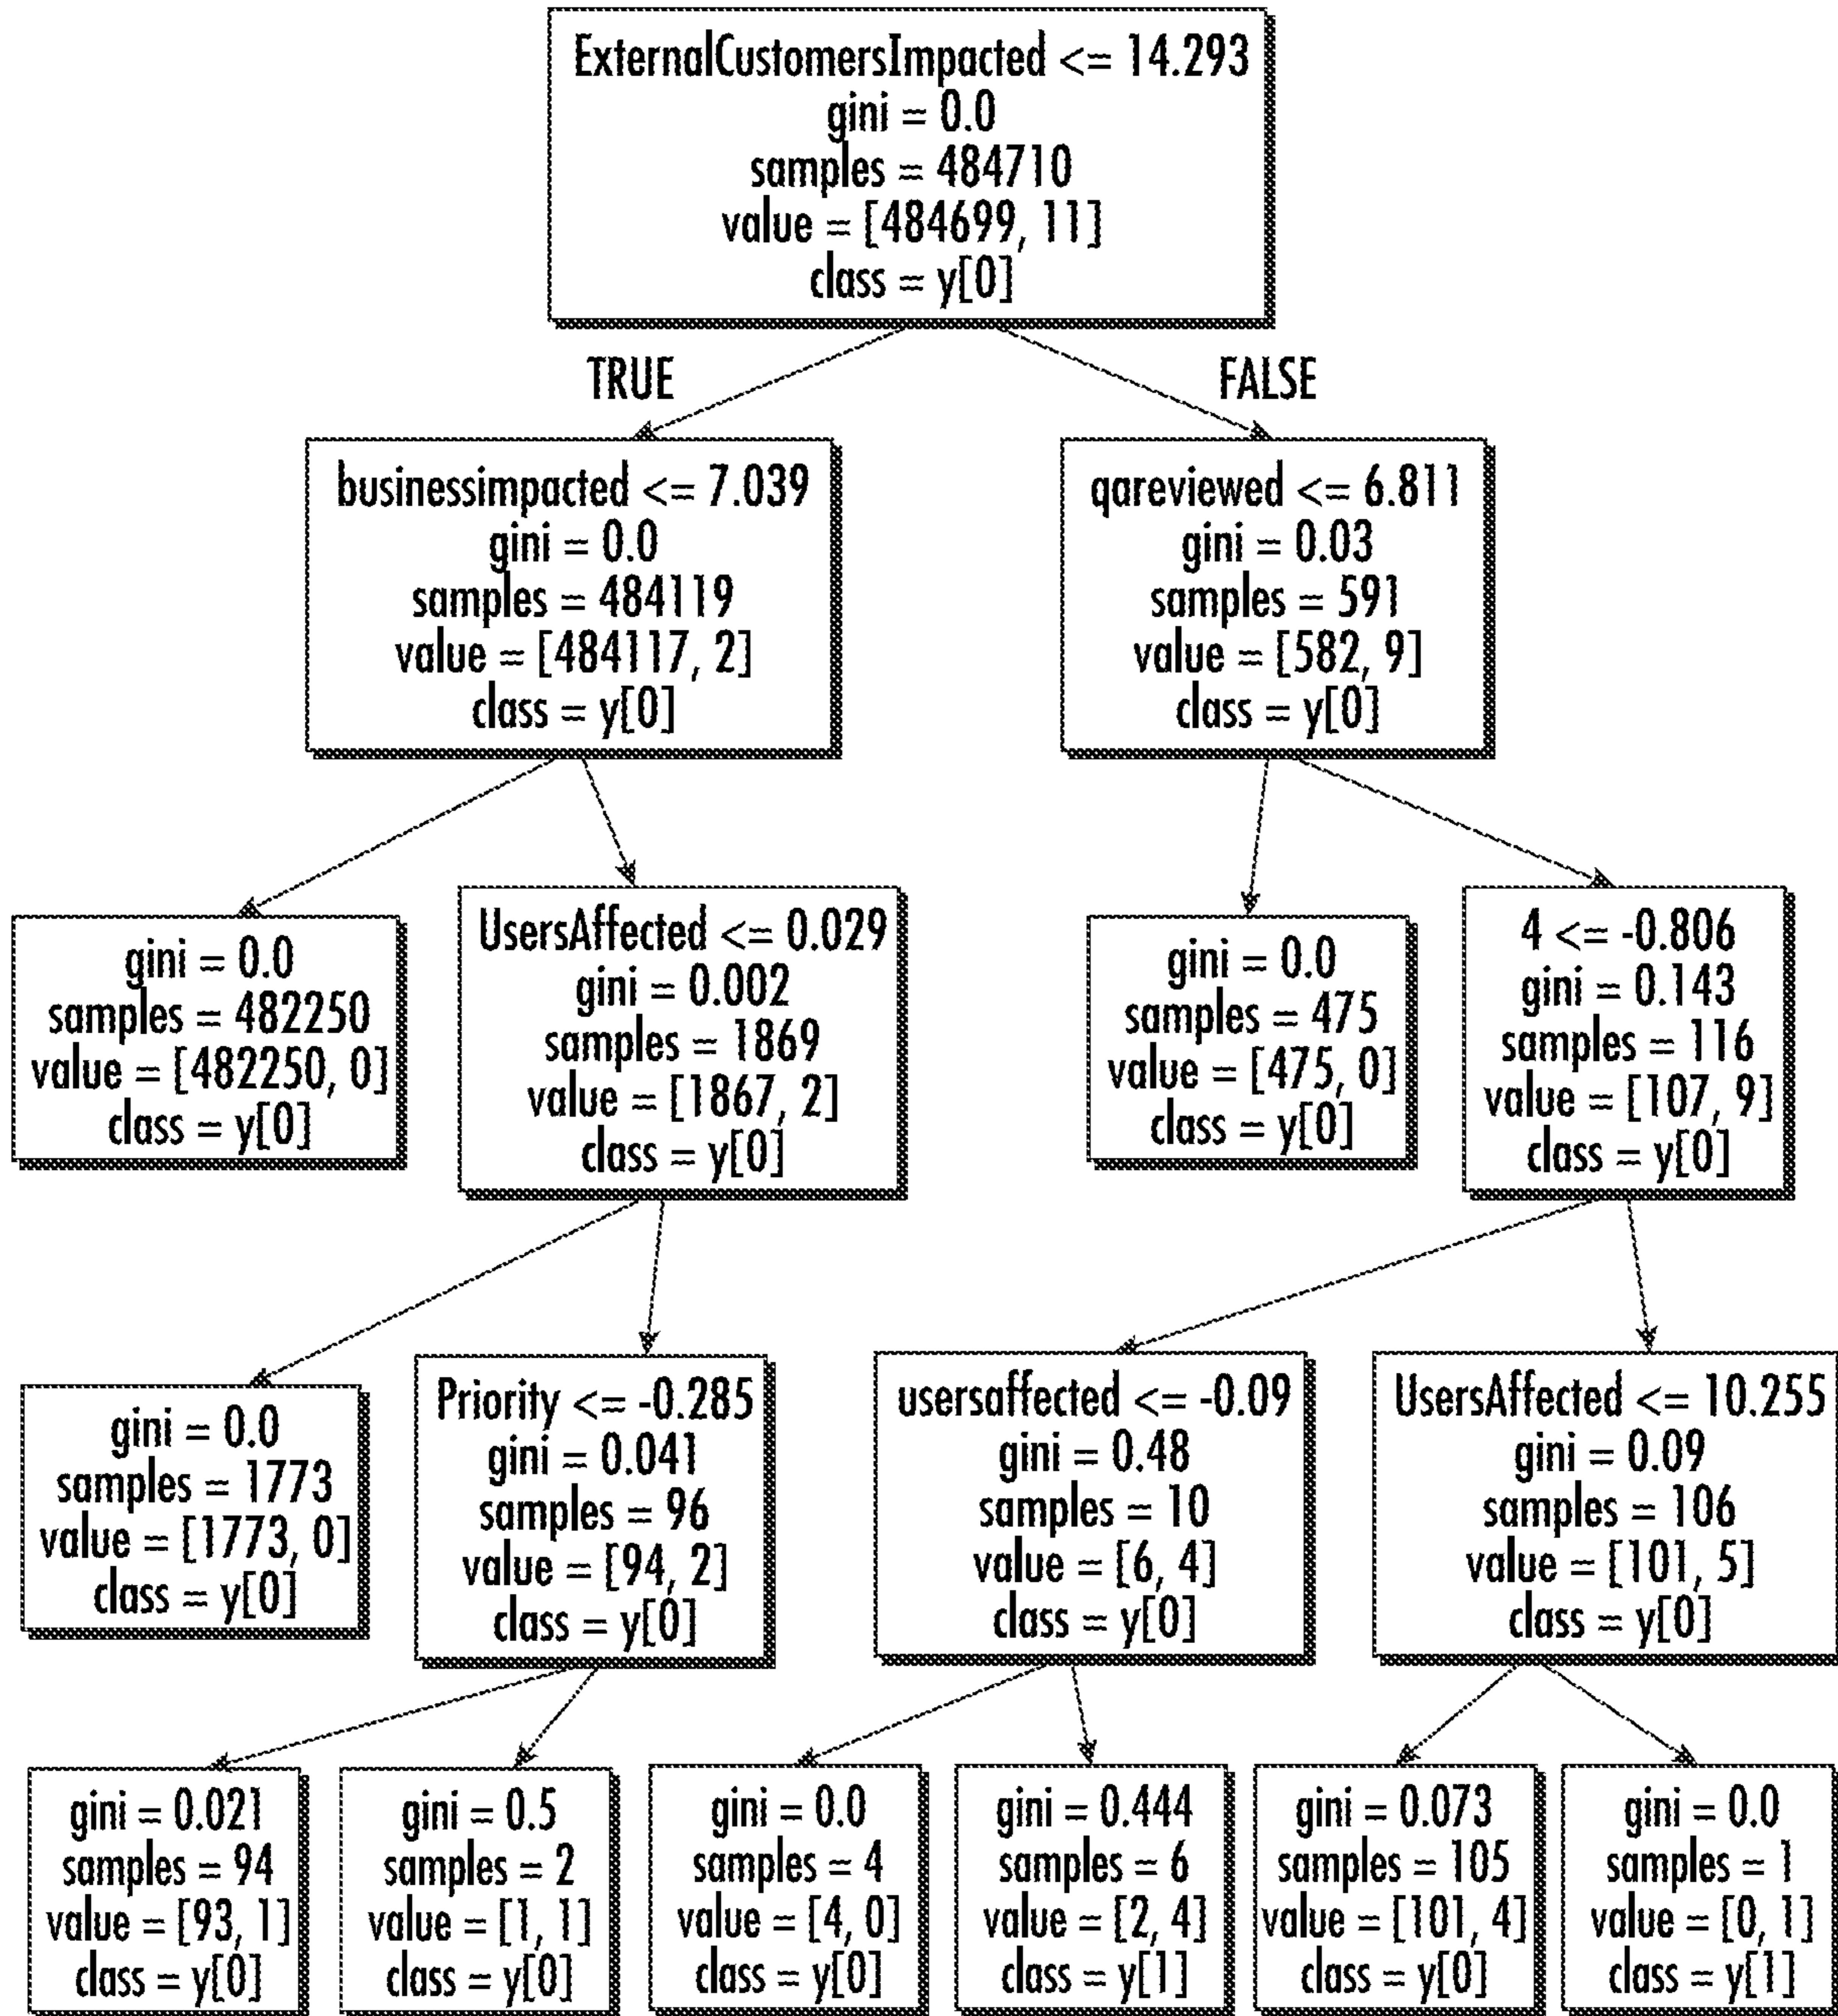 ExternalCustomersImpacted <= 14.293
gini = 0.0
samples = 484710
value = [484699, 11]
class = y[0]
TRUE
FALSE
businessimpacted <= 7.039
gini = 0.0
samples = 484119
value = [484117, 2]
class = y[0]
qareviewed <= 6.811
gini = 0.03
samples = 591
value = [582, 9]
class = y[0]
gini = 0.0
samples = 482250
value = [482250, 0]
class = y[0]
UsersAffected <= 0.029
gini = 0.002
samples = 1869
value = [1867, 2]
class = y[0]
gini = 0.0
samples = 475
value = [475, 0]
class = y[0]
4 <= -0.806
gini = 0.143
samples = 116
value = [107, 9]
class = y[0]
gini = 0.0
samples = 1773
value = [1773, 0]
class = y[0]
Priority <= -0.285
gini = 0.041
samples = 96
value = [94, 2]
class = y[0]
usersaffected <= -0.09
gini = 0.48
samples = 10
value = [6, 4]
class = y[0]
UsersAffected <= 10.255
gini = 0.09
samples = 106
value = [101, 5]
class = y[0]
gini = 0.021
samples = 94
value = [93, 1]
class = y[0]
gini = 0.5
samples = 2
value = [1, 1]
class = y[0]
gini = 0.0
samples = 4
value = [4, 0]
class = y[0]
gini = 0.444
samples = 6
value = [2, 4]
class = y[1]
gini = 0.073
samples = 105
value = [101, 4]
class = y[0]
gini = 0.0
samples = 1
value = [0, 1]
class = y[1]